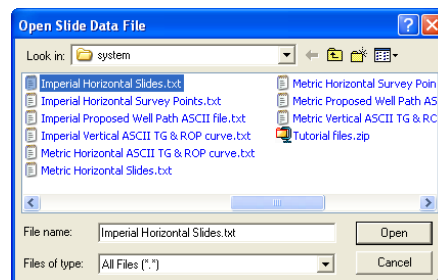 Open Slide Data File
Look in: system
Imperial Horizontal Slides.txt
Imperial Horizontal Survey Points.txt
Imperial Proposed Well Path ASCII file.txt
Imperial Vertical ASCII TG & ROP curve.txt
Metric Horizontal ASCII TG & ROP curve.txt
Metric Horizontal Slides.txt
Metric Horizontal Survey Poin
Metric Proposed Well Path AS
Metric Vertical ASCII TG & RC
Tutorial files.zip
File name: Imperial Horizontal Slides.txt Open
Files of type: All Files (*.*) Cancel